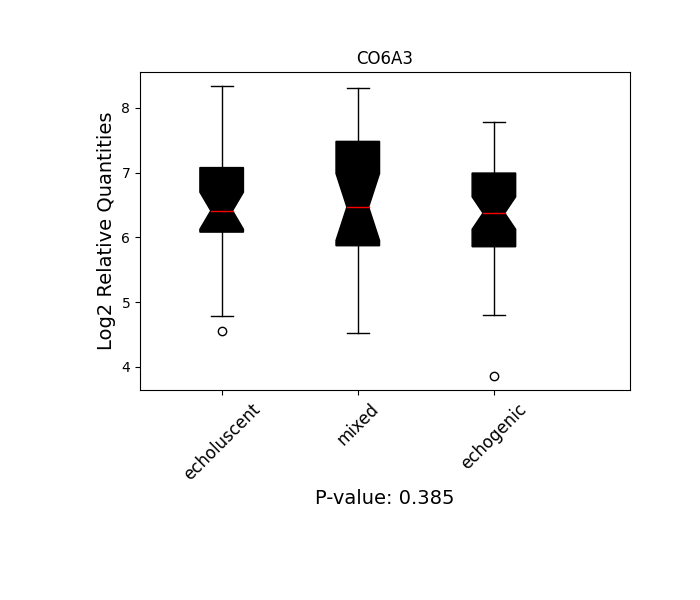 CO6A3
Log2 Relative Quantities
8
7
6
5
4
echoluscent
mixed
echogenic
P-value: 0.385